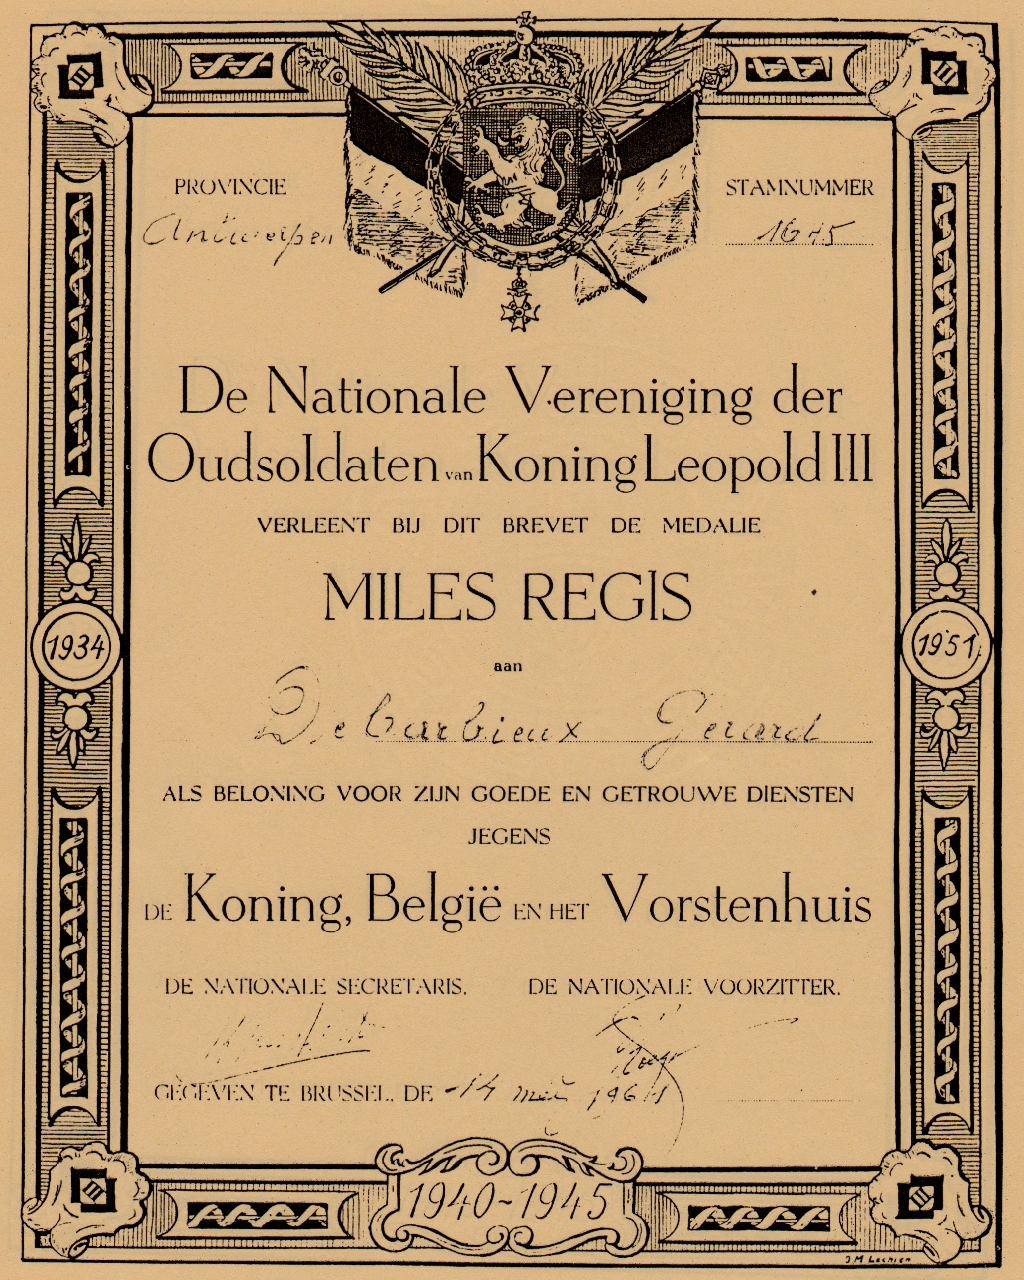 PROVINCIE
Antwerpen
STAMNUMMER
De Nationale Vereniging der
Oudsoldaten van Koning Leopold III
VERLEENT BIJ DIT BREVET DE MEDALIE
MILES REGIS
1934
1951
aan
Debarbieux Gerard
ALS BELONING VOOR ZIJN GOEDE EN GETROUWE DIENSTEN
JEGENS
DE Koning, België EN HET Vorstenhuis
DE NATIONALE SECRETARIS.
DE NATIONALE VOORZITTER.
GEGEVEN TE BRUSSEL, DE -14 mei 1964
1940-1945